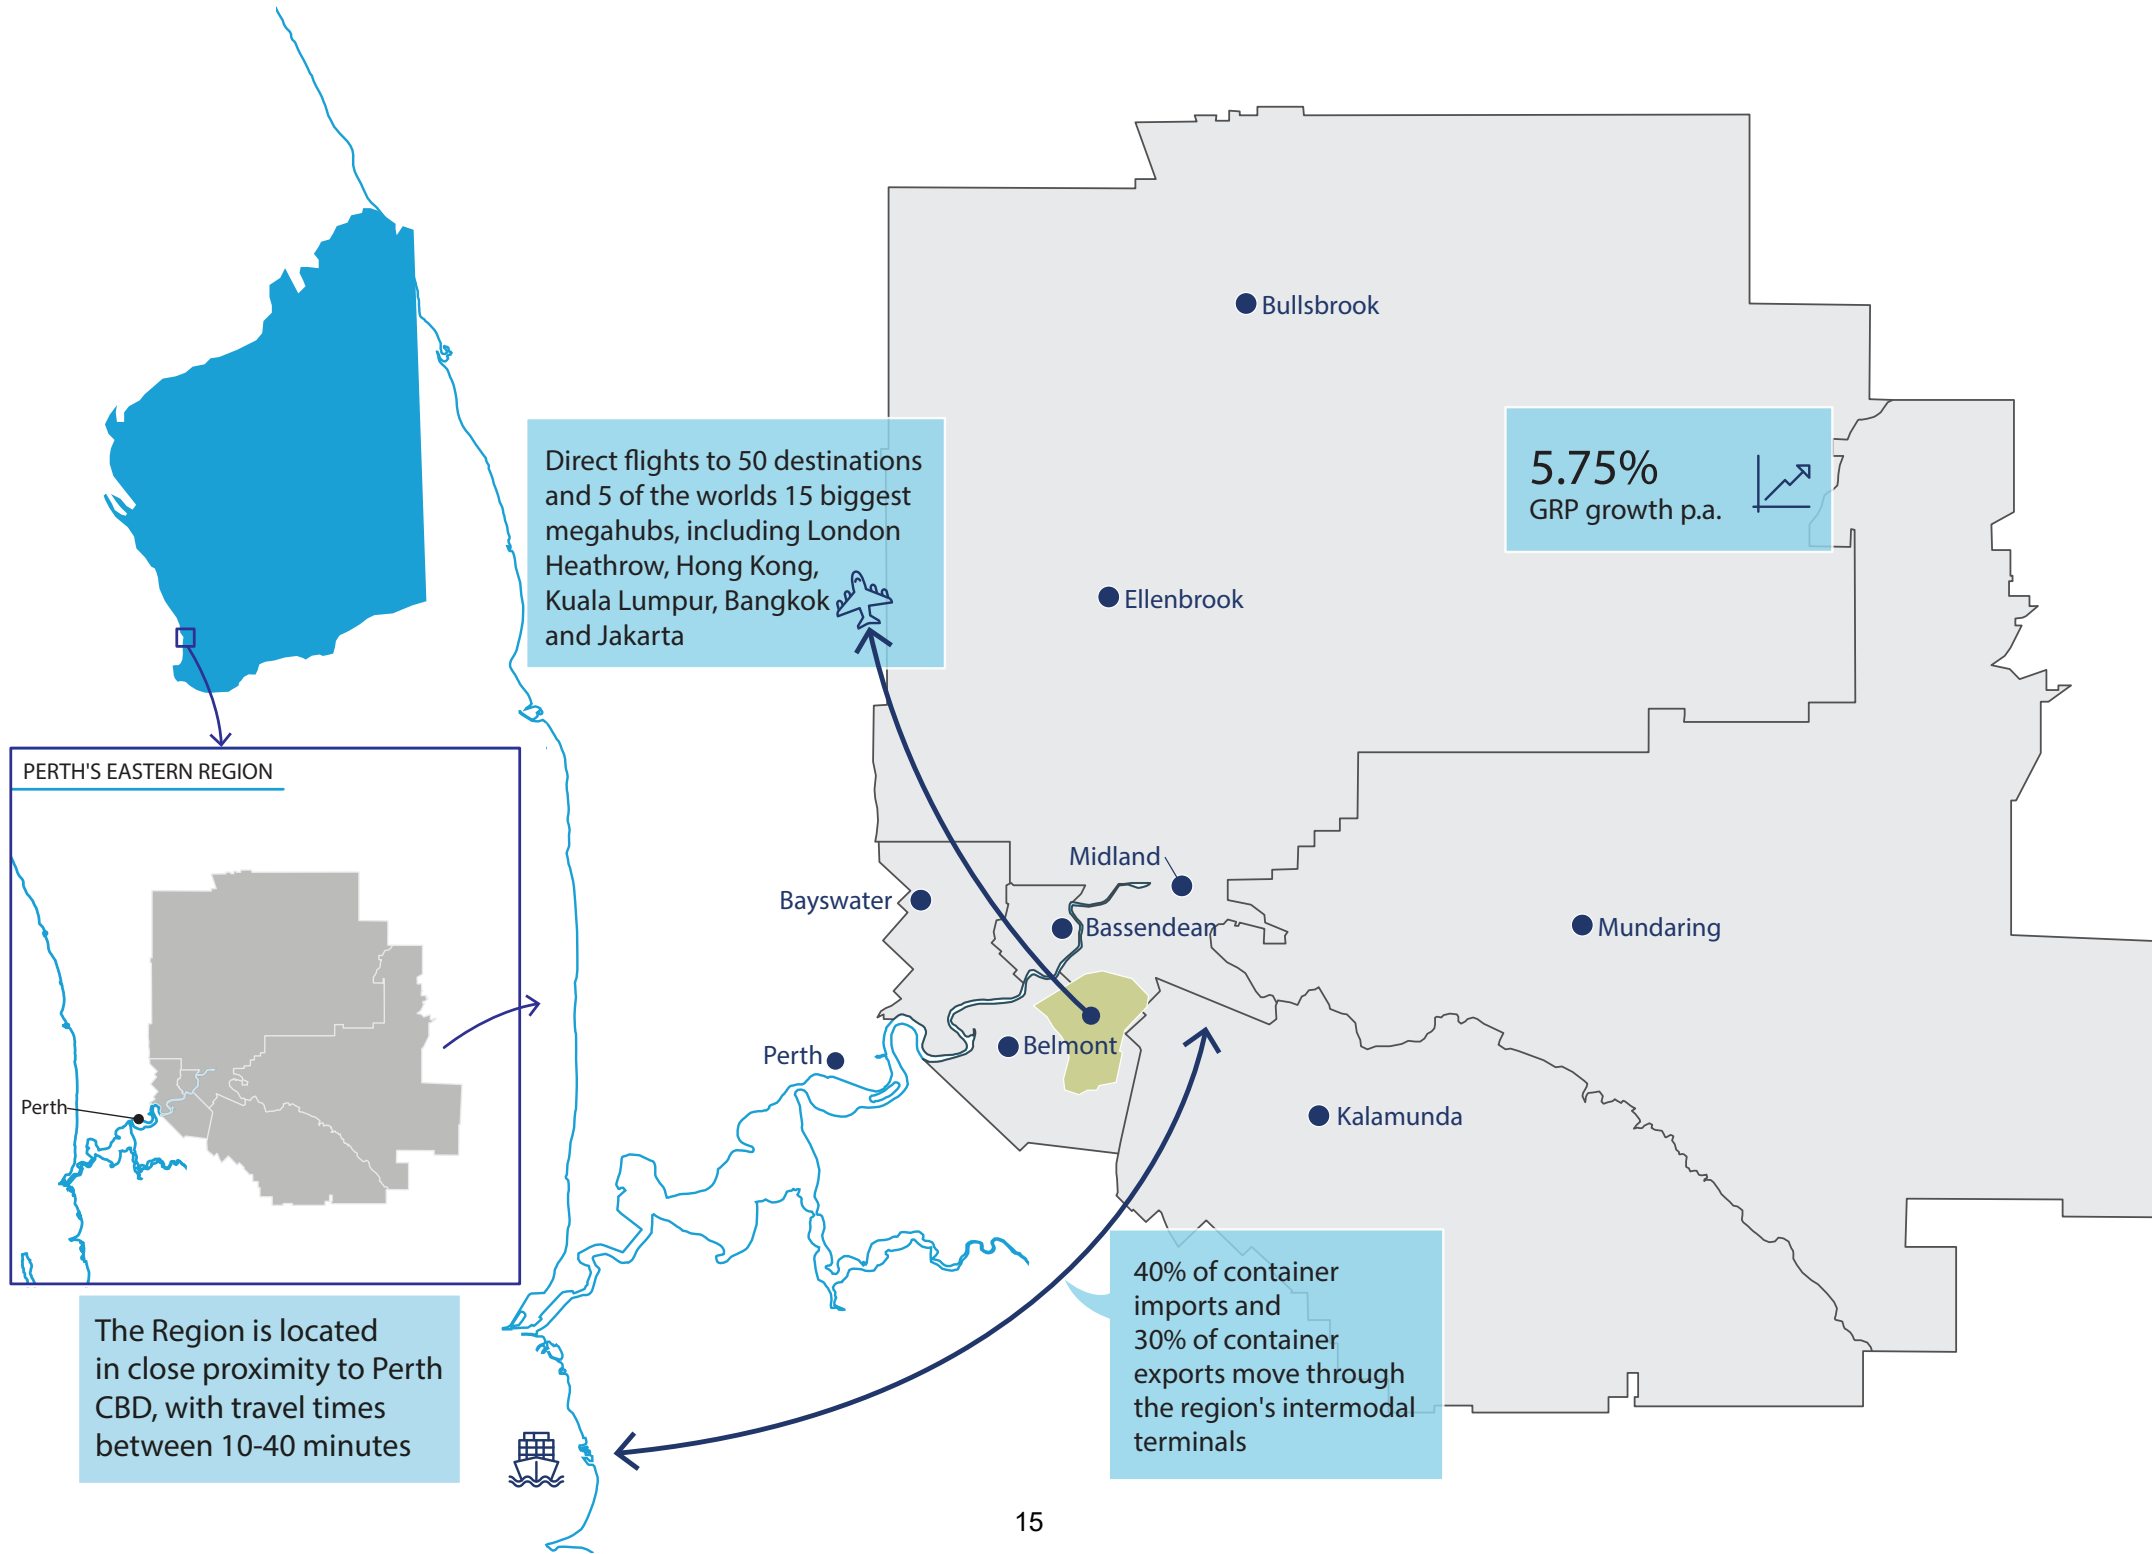 Bullsbrook
Direct flights to 50 destinations
and 5 of the worlds 15 biggest
megahubs, including London
Heathrow, Hong Kong,
Kuala Lumpur, Bangkok
and Jakarta
5.75%
GRP growth p.a.
Ellenbrook
PERTH'S EASTERN REGION
Perth
Midland
Bayswater
Bassendean
Mundaring
Perth
Belmont
Kalamunda
The Region is located
in close proximity to Perth
CBD, with travel times
between 10-40 minutes
40% of container
imports and
30% of container
exports move through
the region's intermodal
terminals
15